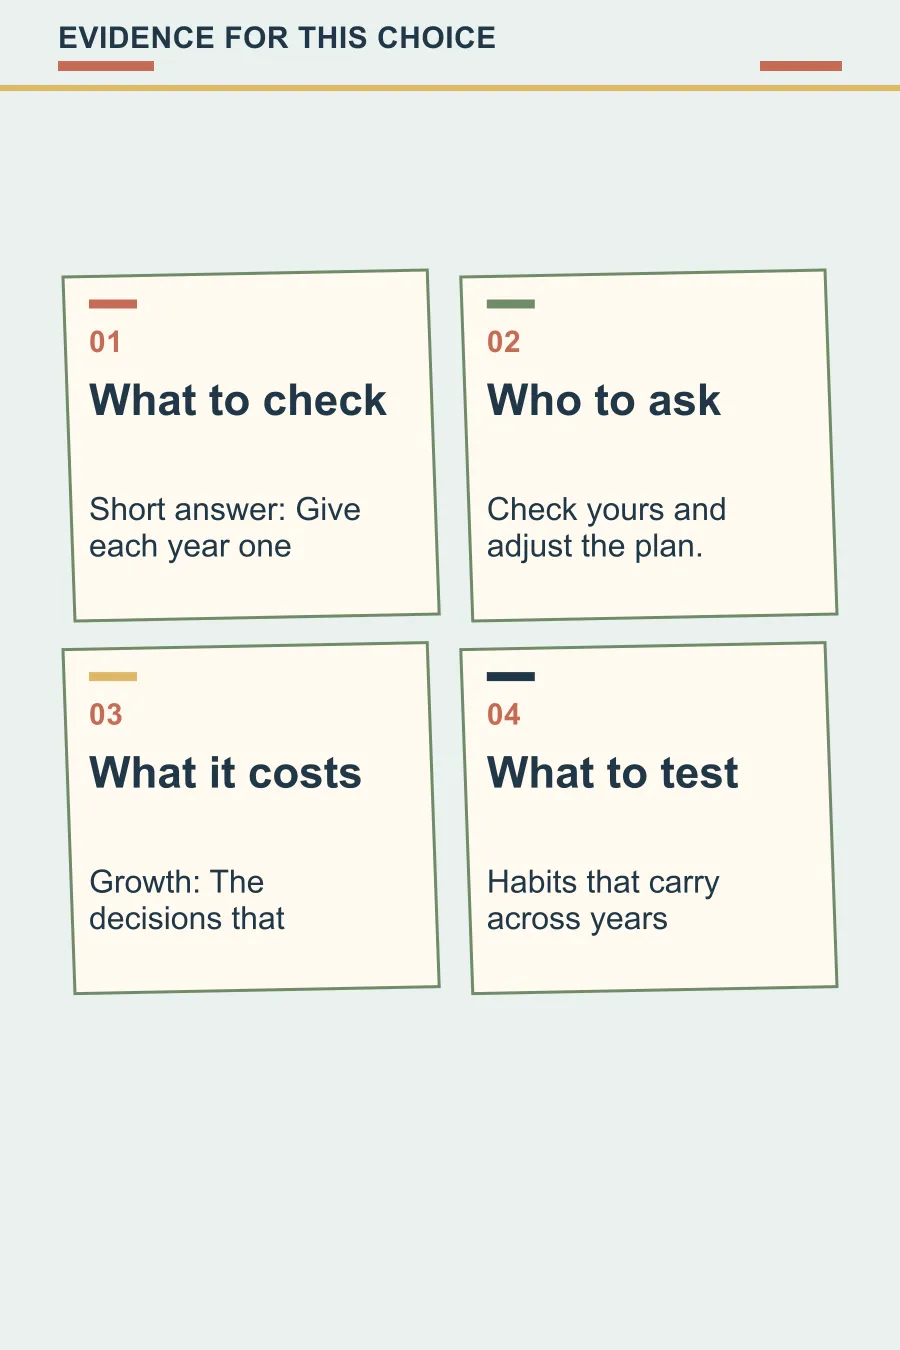 EVIDENCE FOR THIS CHOICE
01
What to check
Short answer: Give
each year one
02
Who to ask
Check yours and
adjust the plan.
03
What it costs
Growth: The
decisions that
04
What to test
Habits that carry
across years